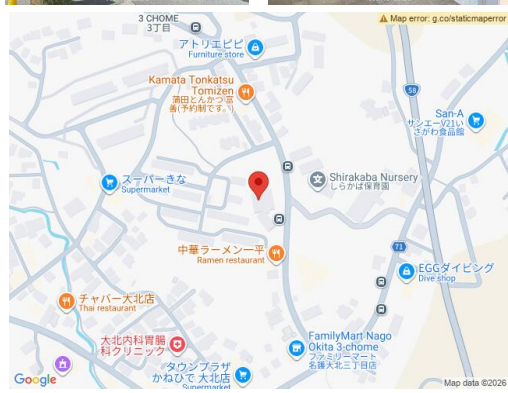 Map error: g.co/staticmaperror
3 CHOME
3丁目
アトリエピピ
Furniture store
Kamata Tonkatsu
Tomizen
蒲田とんかつ 富
善(予約制です。)
58
San-A
サンエーV21い
さがわ食品館
スーパーきな
Supermarket
Shirakaba Nursery
しらかば保育園
中華ラーメン一平
Ramen restaurant
71
EGGダイビング
Dive shop
チャバー大北店
Thai restaurant
大北内科胃腸
科クリニック
FamilyMart Nago
Okita 3-chome
ファミリーマート
名護大北三丁目店
タウンプラザ
かねひで 大北店
Supermarket
Google
Map data ©2026